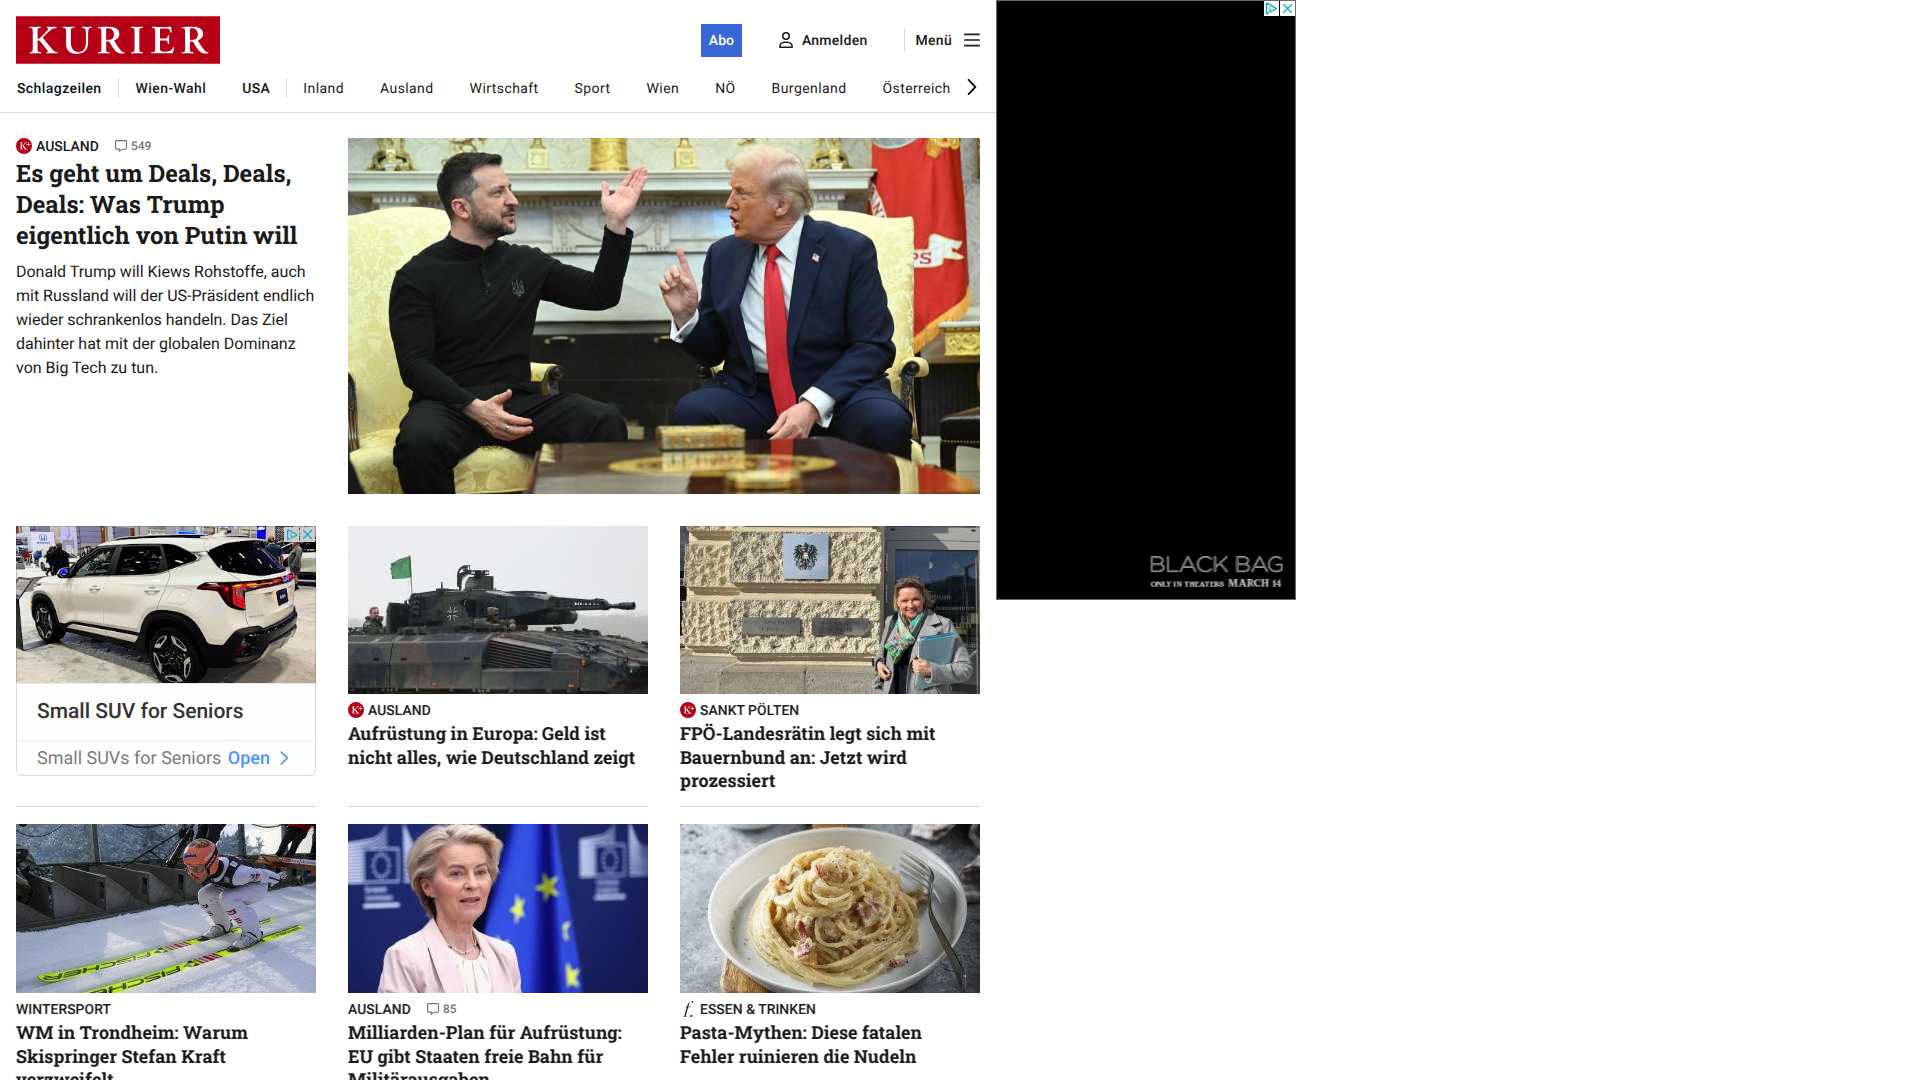 KURIER
Abo
Anmelden
Menü
Schlagzeilen
Wien-Wahl
USA
Inland
Ausland
Wirtschaft
Sport
Wien
NÖ
Burgenland
Österreich
AUSLAND 549
Es geht um Deals, Deals,
Deals: Was Trump
eigentlich von Putin will
Donald Trump will Kiews Rohstoffe, auch
mit Russland will der US-Präsident endlich
wieder schrankenlos handeln. Das Ziel
dahinter hat mit der globalen Dominanz
von Big Tech zu tun.
BLACK BAG
ONLY IN THEATERS MARCH 14
Small SUV for Seniors
Small SUVs for Seniors Open
K+ AUSLAND
Aufrüstung in Europa: Geld ist
nicht alles, wie Deutschland zeigt
K+ SANKT PÖLTEN
FPÖ-Landesrätin legt sich mit
Bauernbund an: Jetzt wird
prozessiert
FISCHER
FISCHER
WINTERSPORT
WM in Trondheim: Warum
Skispringer Stefan Kraft
verzweifelt
AUSLAND 85
Milliarden-Plan für Aufrüstung:
EU gibt Staaten freie Bahn für
Militärausgaben
f. ESSEN & TRINKEN
Pasta-Mythen: Diese fatalen
Fehler ruinieren die Nudeln